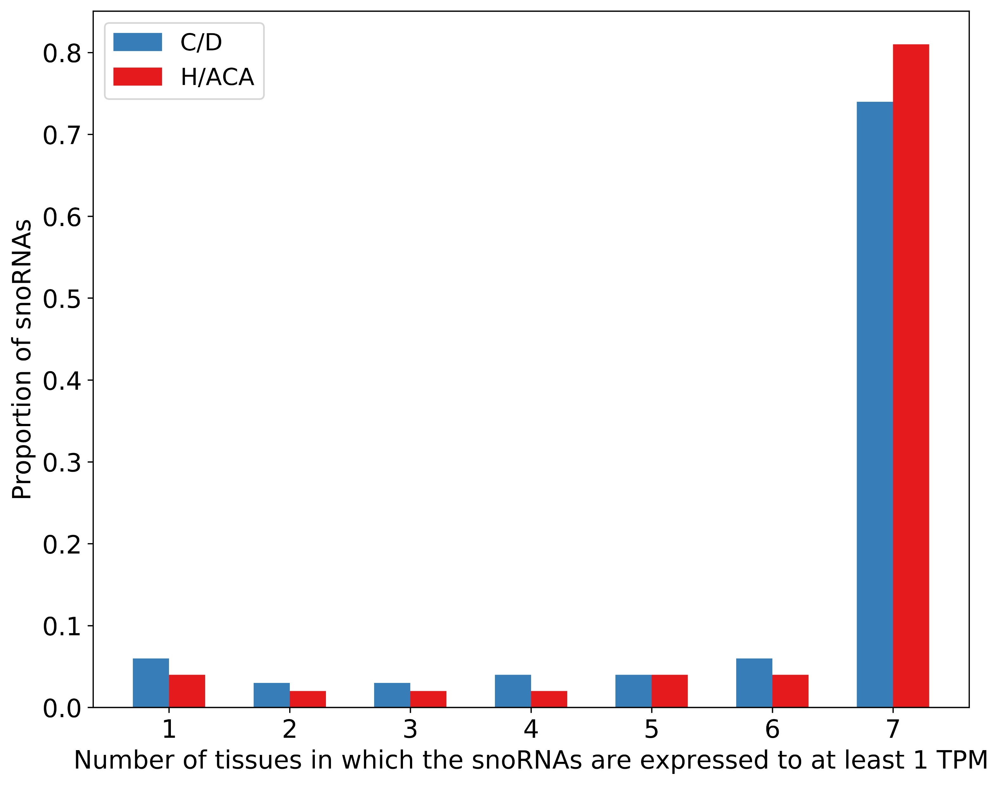 C/D
H/ACA
Proportion of snoRNAs
0.8
0.7
0.6
0.5
0.4
0.3
0.2
0.1
0.0
1 2 3 4 5 6 7
Number of tissues in which the snoRNAs are expressed to at least 1 TPM